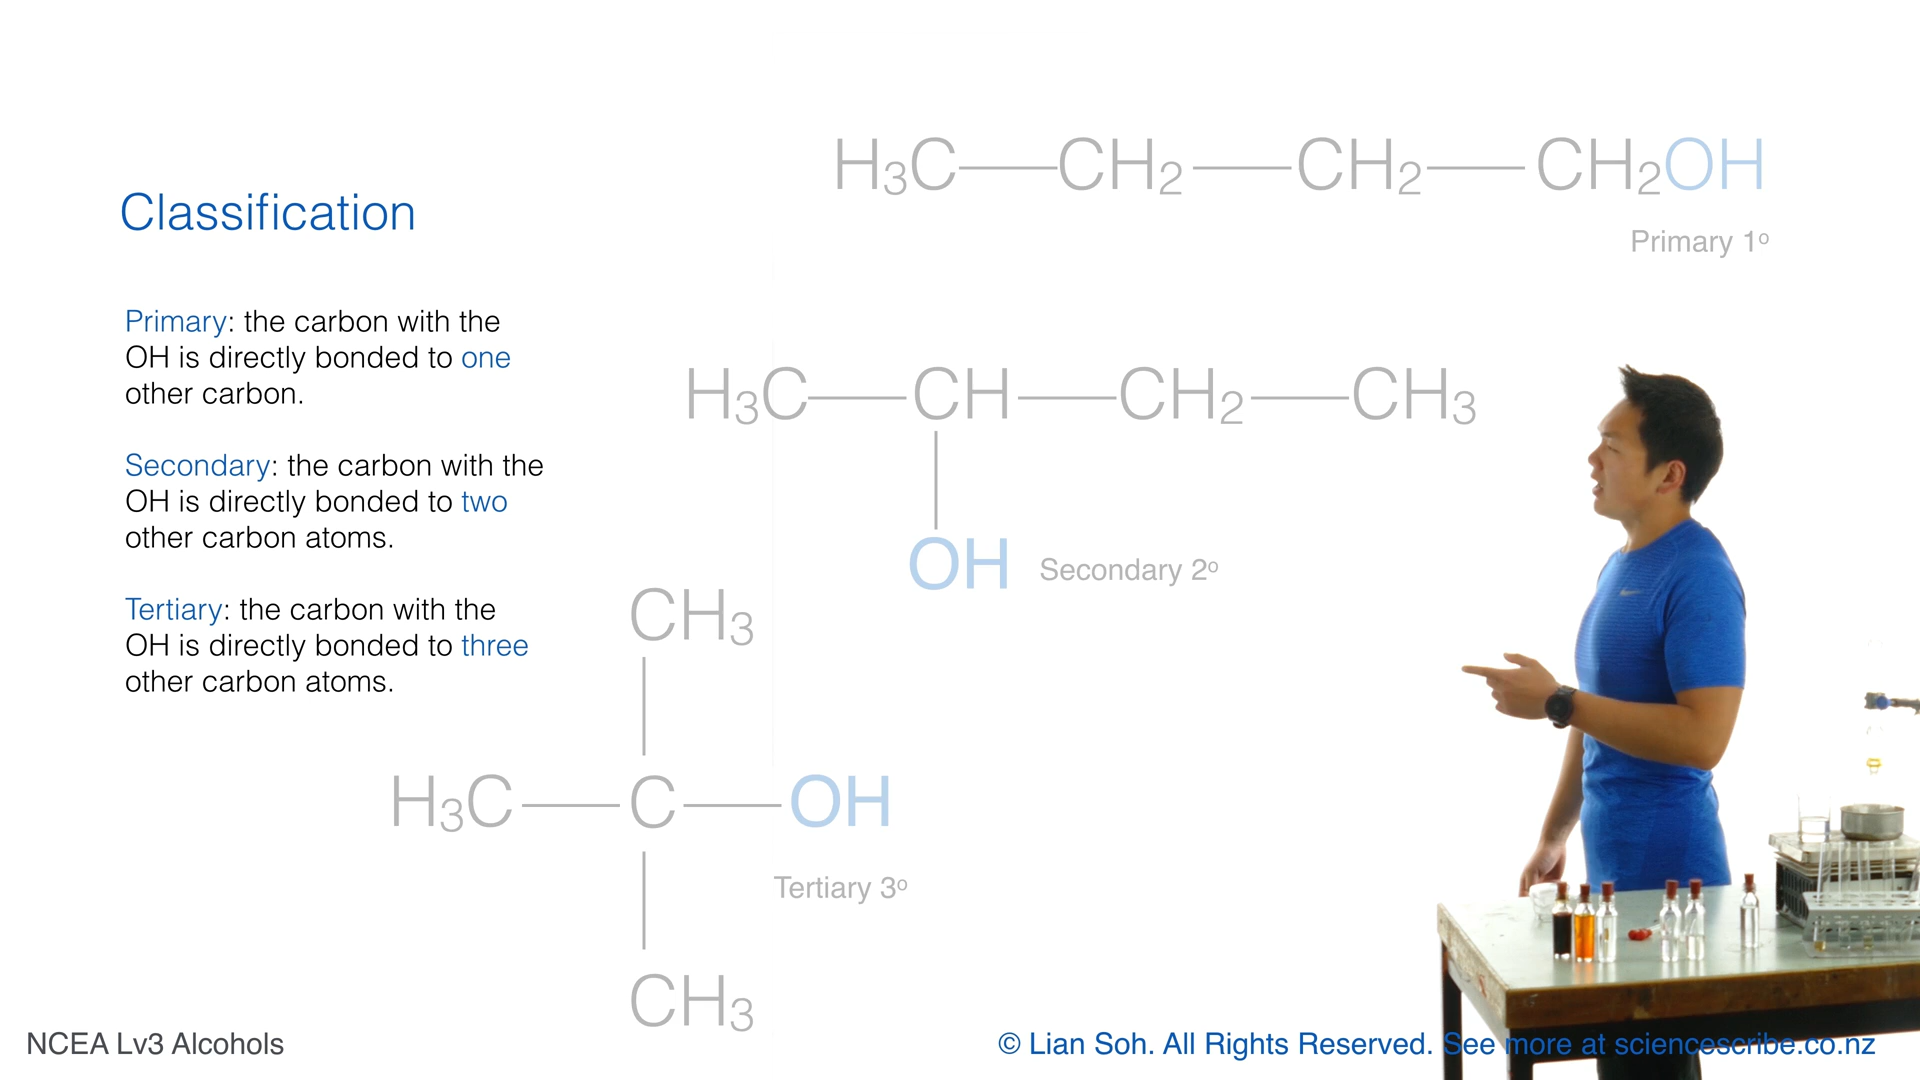 Classification
Primary: the carbon with the
OH is directly bonded to one
other carbon.
Secondary: the carbon with the
OH is directly bonded to two
other carbon atoms.
Tertiary: the carbon with the
OH is directly bonded to three
other carbon atoms.
H₃C—CH₂—CH₂—CH₂OH
Primary 1º
H₃C—CH—CH₂—CH₃
OH
Secondary 2º
CH₃
H₃C—C—OH
Tertiary 3º
CH₃
NCEA Lv3 Alcohols
© Lian Soh. All Rights Reserved. See more at sciencescribe.co.nz